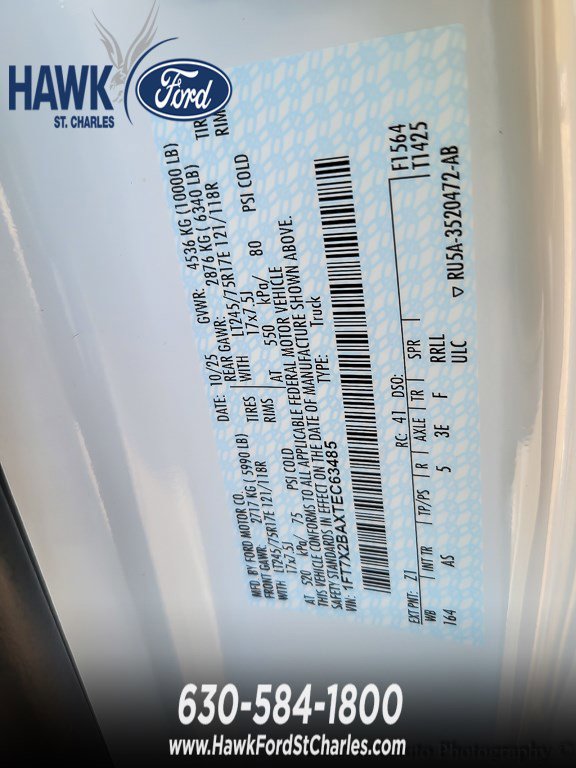 HAWK
ST. CHARLES
Ford
MFD BY FORD MOTOR CO.
DATE: 10/25 GVWR: 4536 KG (10000 LB)
FRONT GAWR: 2717 KG ( 5990 LB) REAR GAWR: 2876 KG ( 6340 LB)
WITH LT245/75R17E 121/118R TIRES WITH LT245/75R17E 121/118R TIR
17x7.5J RIMS 17x7.5J RIM
AT 520 kPa/ 75 PSI COLD AT 550 kPa/ 80 PSI COLD
THIS VEHICLE CONFORMS TO ALL APPLICABLE FEDERAL MOTOR VEHICLE
SAFETY STANDARDS IN EFFECT ON THE DATE OF MANUFACTURE SHOWN ABOVE.
VIN: 1FT7X2BAXTEC63485 TYPE: Truck
F1564
T1425
EXT PNT: Z1 RC: 41 DSO:
WB INT TR TP/PS R AXLE TR SPR
164 AS 5 3E F RRLL
ULC
▽ RU5A-3520472-AB
630-584-1800
www.HawkFordStCharles.com
Auto Photography ©